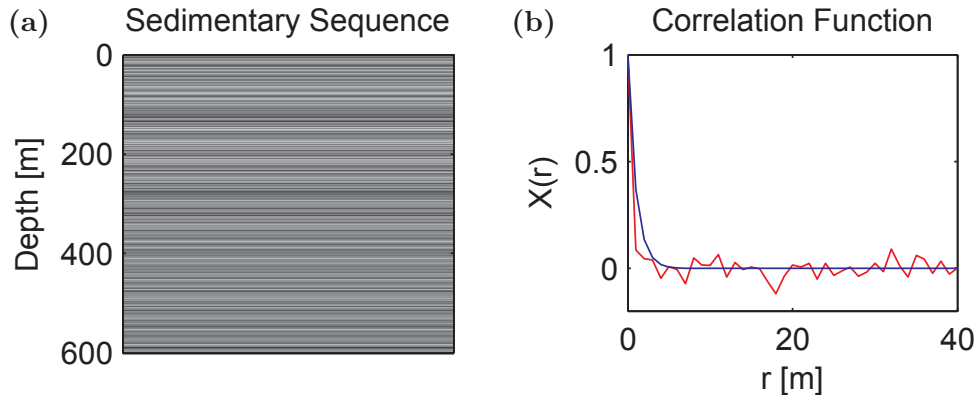 (a) Sedimentary Sequence
0
200
400
600
Depth [m]
(b) Correlation Function
1
0.5
0
X(r)
0 20 40
r [m]